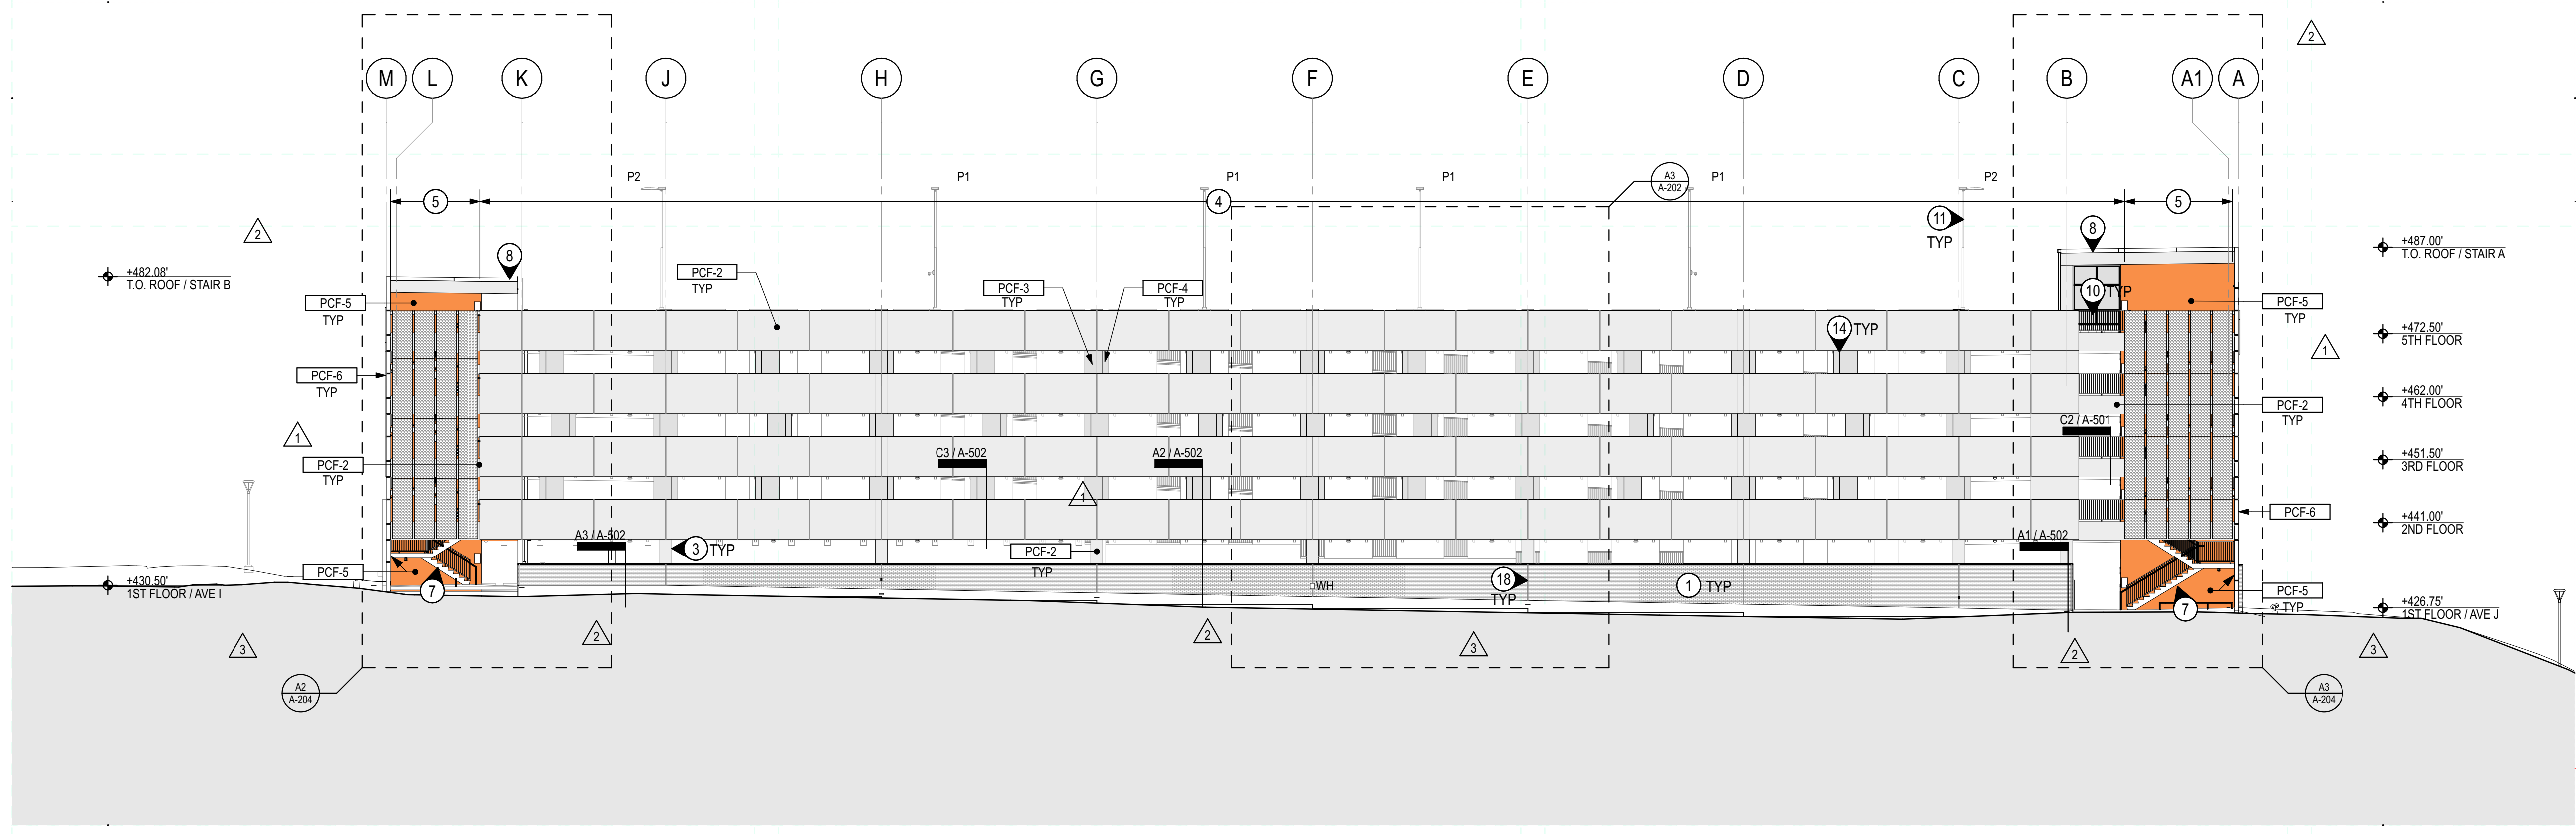 2
M
L
K
J
H
G
F
E
D
C
B
A1
A
P2
P1
P1
P1
P1
P2
A3
A-202
5
4
5
11
TYP
2
8
8
+482.08'
T.O. ROOF / STAIR B
+487.00'
T.O. ROOF / STAIR A
PCF-2
TYP
PCF-3
TYP
PCF-4
TYP
10 TYP
PCF-5
TYP
PCF-5
TYP
14 TYP
+472.50'
5TH FLOOR
1
PCF-6
TYP
+462.00'
4TH FLOOR
PCF-2
TYP
C2 / A-501
1
C3 / A-502
A2 / A-502
PCF-2
TYP
+451.50'
3RD FLOOR
1
PCF-6
+441.00'
2ND FLOOR
A3 / A-502
A1 / A-502
3 TYP
PCF-2
TYP
PCF-5
7
18
TYP
WH
1 TYP
+430.50'
1ST FLOOR / AVE I
PCF-5
TYP
7
+426.75'
1ST FLOOR / AVE J
3
2
2
3
2
3
A2
A-204
A3
A-204